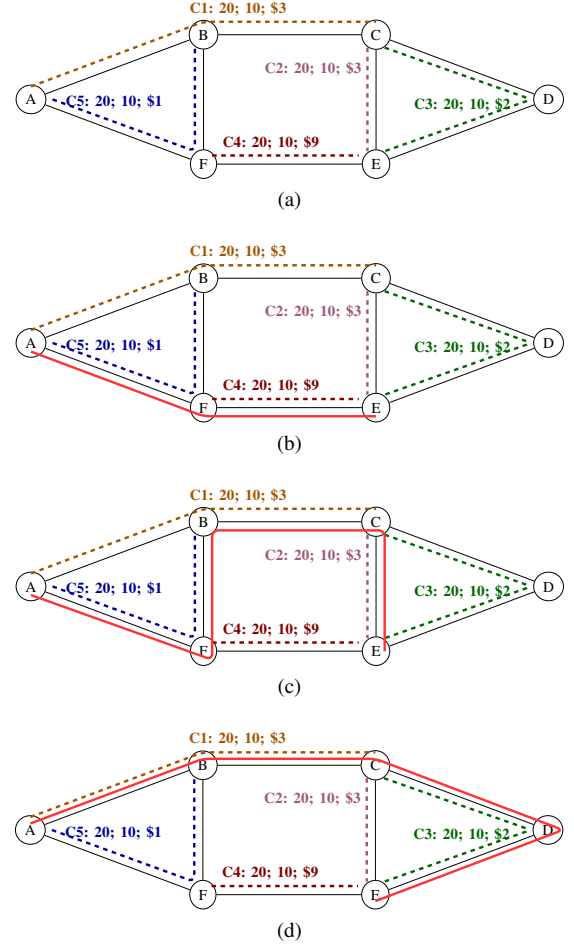 C1: 20; 10; $3
B
C
C2: 20; 10; $3
A
C5: 20; 10; $1
C3: 20; 10; $2
D
C4: 20; 10; $9
F
E
(a)
C1: 20; 10; $3
B
C
C2: 20; 10; $3
A
C5: 20; 10; $1
C3: 20; 10; $2
D
C4: 20; 10; $9
F
E
(b)
C1: 20; 10; $3
B
C
C2: 20; 10; $3
A
C5: 20; 10; $1
C3: 20; 10; $2
D
C4: 20; 10; $9
F
E
(c)
C1: 20; 10; $3
B
C
C2: 20; 10; $3
A
C5: 20; 10; $1
C3: 20; 10; $2
D
C4: 20; 10; $9
F
E
(d)